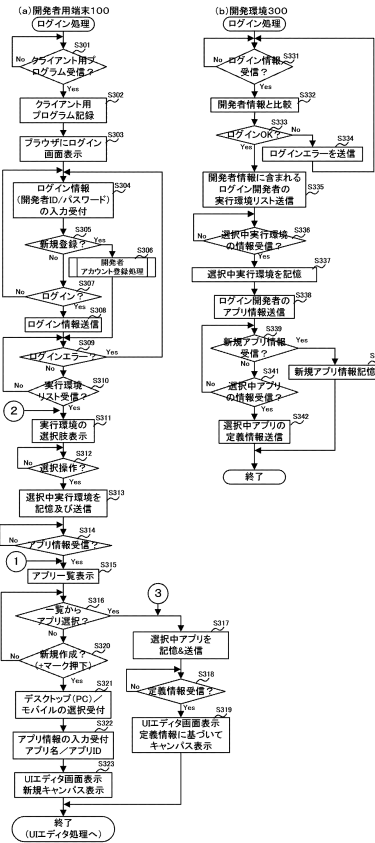 (a)開発者用端末100
ログイン処理
S301
クライアント用プ
ログラム受信？
No
Yes
S302
クライアント用
プログラム記録
S303
ブラウザにログイン
画面表示
S304
ログイン情報
(開発者ID/パスワード)
の入力受付
S305
新規登録？
Yes
No
S306
開発者
アカウント登録処理
S307
ログイン？
No
Yes
S308
ログイン情報送信
S309
ログインエラー？
Yes
No
S310
実行環境
リスト受信？
No
Yes
2
S311
実行環境の
選択肢表示
S312
選択操作？
No
Yes
S313
選択中実行環境を
記憶及び送信
S314
アプリ情報受信？
No
Yes
1
S315
アプリ一覧表示
S316
一覧から
アプリ選択？
Yes
No
S320
新規作成？
(+マーク押下)
No
Yes
S321
デスクトップ(PC)／
モバイルの選択受付
S322
アプリ情報の入力受付
アプリ名／アプリID
S323
UIエディタ画面表示
新規キャンバス表示
終了
(UIエディタ処理へ)
3
S317
選択中アプリを
記憶&送信
S318
定義情報受信？
No
Yes
S319
UIエディタ画面表示
定義情報に基づいて
キャンバス表示
(b)開発環境300
ログイン処理
S331
ログイン情報
受信？
No
Yes
S332
開発者情報と比較
S333
ログインOK？
No
Yes
S334
ログインエラーを送信
開発者情報に含まれる
ログイン開発者の
実行環境リスト送信
S335
S336
選択中実行環境
の情報受信？
No
Yes
S337
選択中実行環境を記憶
S338
ログイン開発者の
アプリ情報送信
S339
新規アプリ情報
受信？
Yes
No
新規アプリ情報記憶
S341
選択中アプリ
の情報受信？
No
Yes
S342
選択中アプリの
定義情報送信
終了